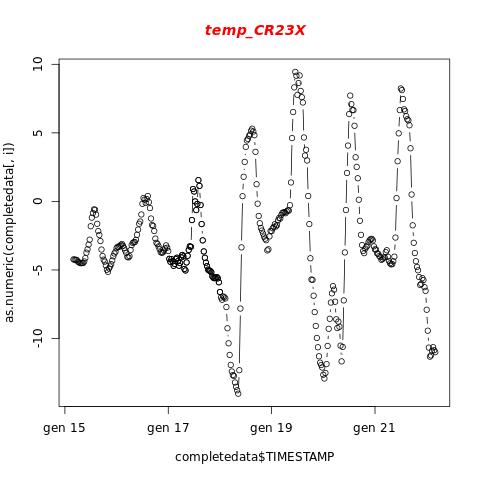 temp_CR23X
as.numeric(completedata[, i])
10
5
0
-5
-10
gen 15 gen 17 gen 19 gen 21
completedata$TIMESTAMP